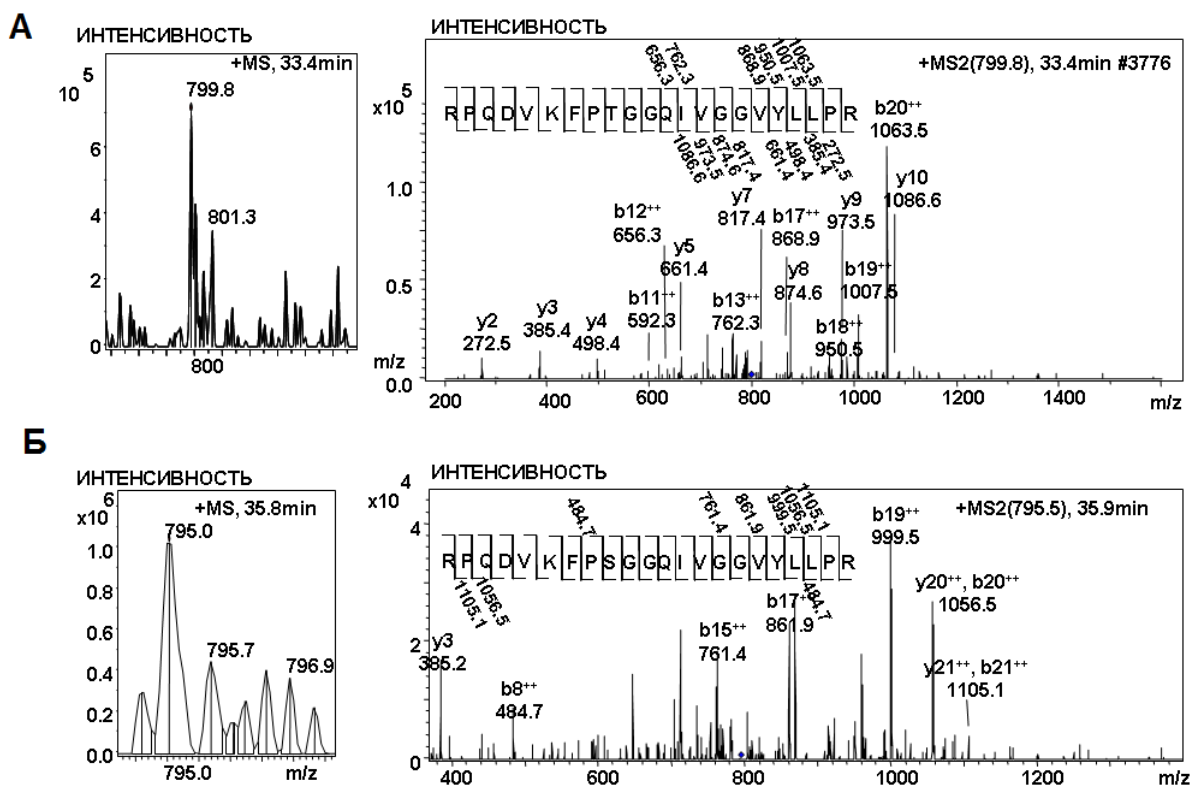 А
ИНТЕНСИВНОСТЬ
+MS, 33.4min
5
10
799.8
801.3
6
4
2
0
800
ИНТЕНСИВНОСТЬ
+MS2(799.8), 33.4min #3776
x10 5
656.3 762.3 868.9 950.5 1007.5 1063.5
RPQDVKFPTGGQIVGGVYLLPR
1086.6 973.5 874.6 817.4 661.4 498.4 385.4 272.5
b20++
1063.5
y10
1086.6
y7
817.4
b17++
868.9
y9
973.5
b12++
656.3
y5
661.4
y8
874.6
b19++
1007.5
b11++
592.3
b13++
762.3
b18++
950.5
y2
272.5
y3
385.4
y4
498.4
1.0
0.5
0.0
m/z
200 400 600 800 1000 1200 1400 m/z
Б
ИНТЕНСИВНОСТЬ
+MS, 35.8min
6
x10
795.0
795.7
796.9
1.0
0.8
0.6
0.4
0.2
0.0
795.0 m/z
ИНТЕНСИВНОСТЬ
+MS2(795.5), 35.9min
x10 4
484.7 761.4 861.9 999.5 1056.5 1105.1
RPQDVKFPSGGQIVGGVYLLPR
1105.1 1056.5 484.7
b19++
999.5
y20++, b20++
1056.5
y21++, b21++
1105.1
b17+
861.9
b15++
761.4
y3
385.2
b8++
484.7
4
2
0
400 600 800 1000 1200 m/z